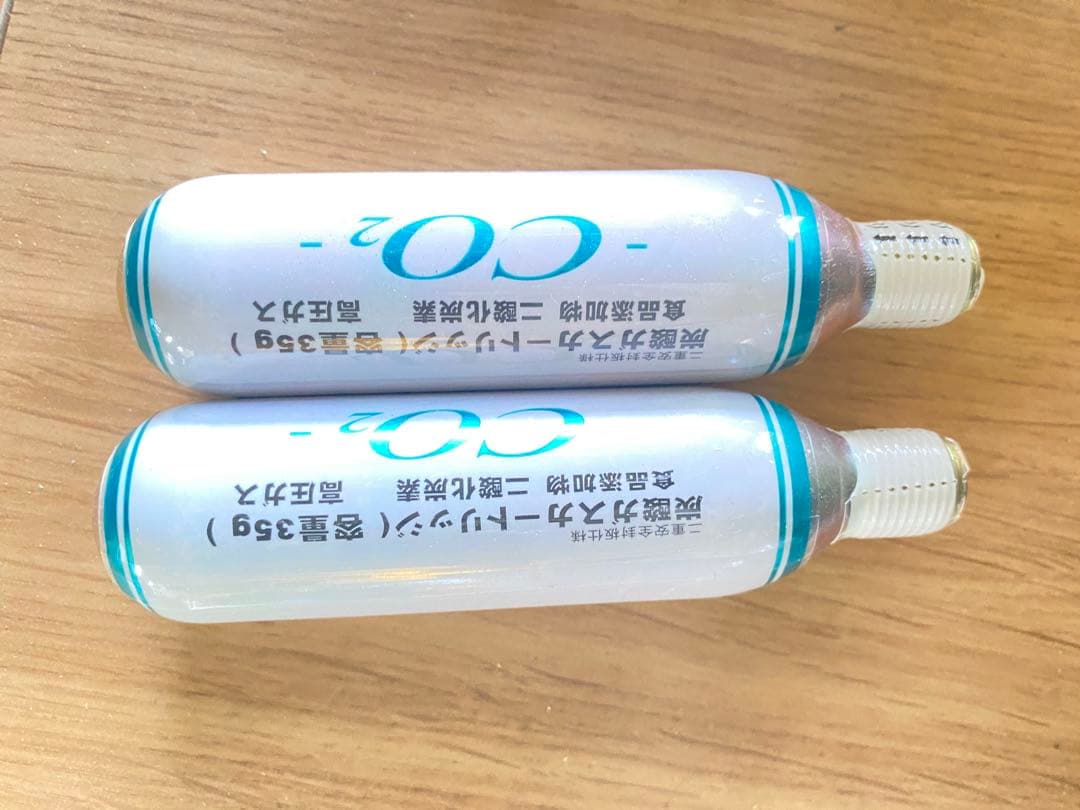 二重安全封板仕様
炭酸ガスカートリッジ(容量35g)
食品添加物 二酸化炭素 高圧ガス
- CO2 -
二重安全封板仕様
炭酸ガスカートリッジ(容量35g)
食品添加物 二酸化炭素 高圧ガス
CO2 -